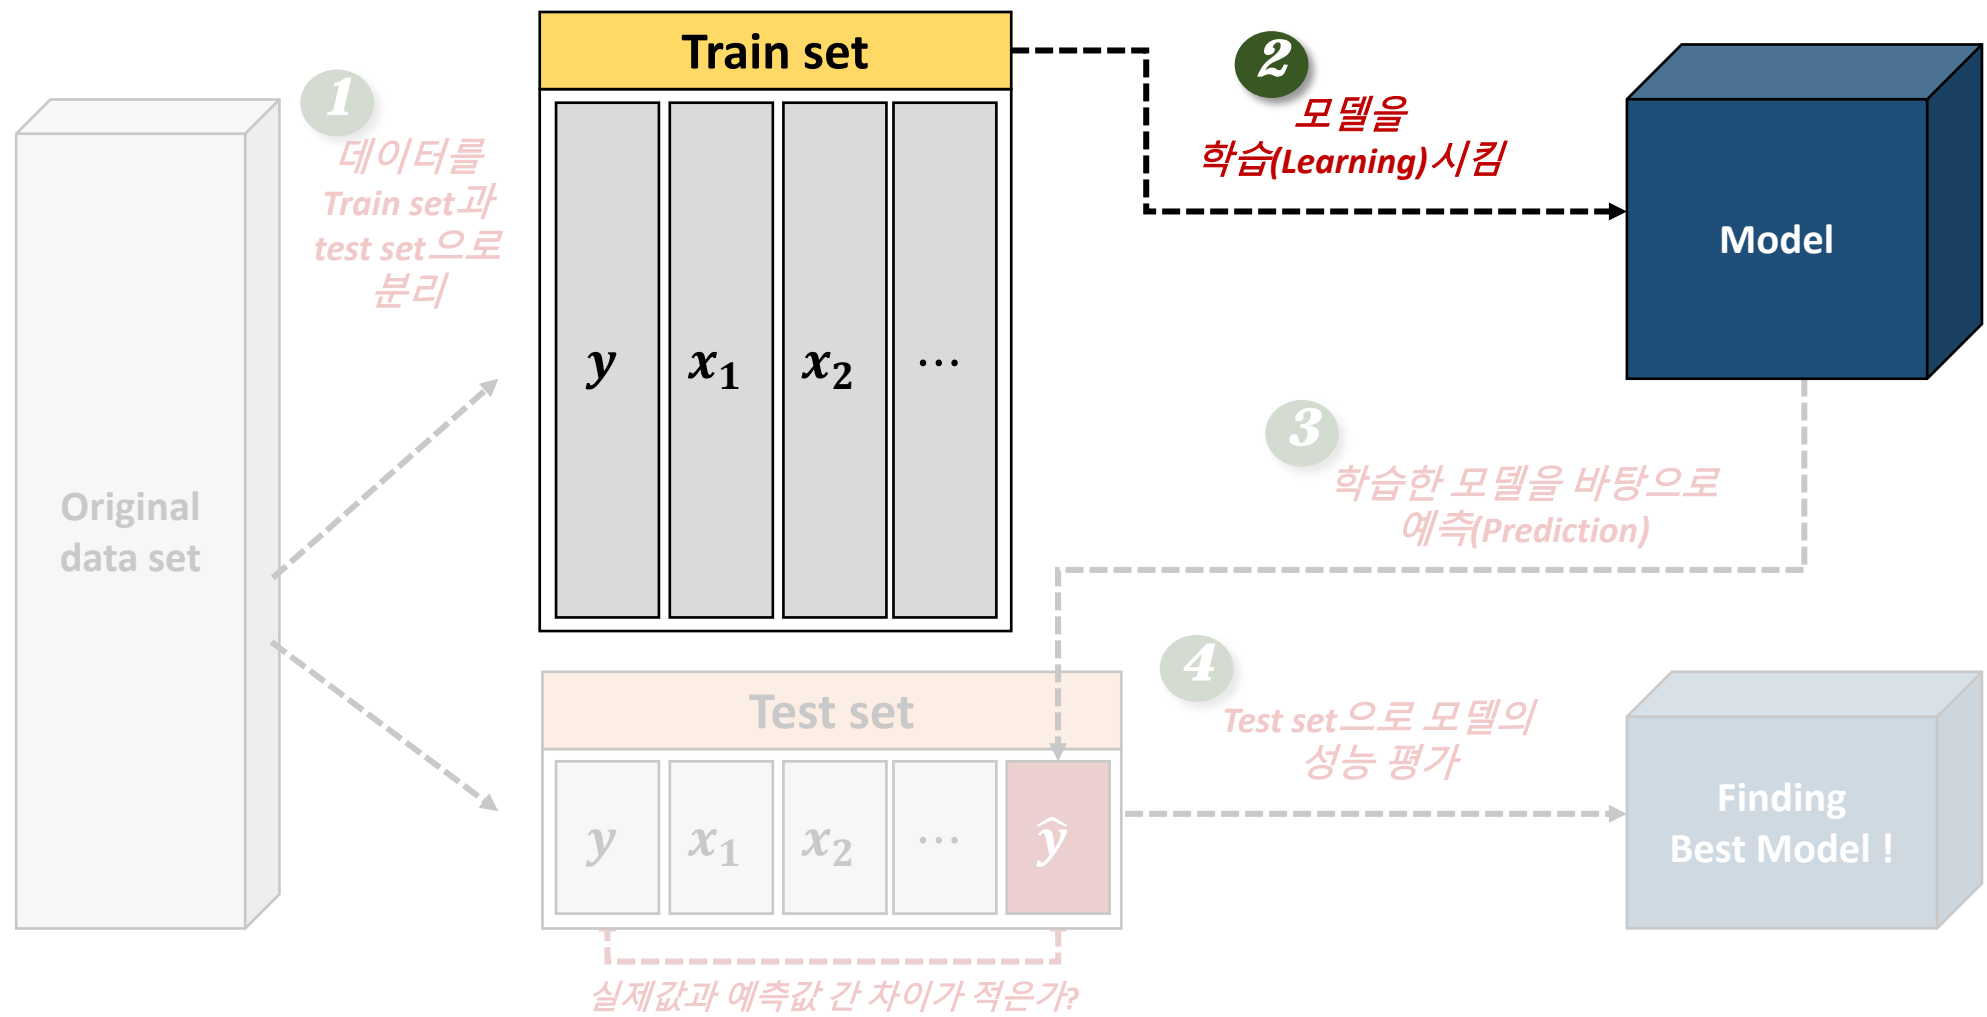 Train set
1
데이터를
Train set과
test set으로
분리
2
모델을
학습(Learning)시킴
Model
y x₁ x₂ ⋯
Original
data set
3
학습한 모델을 바탕으로
예측(Prediction)
Test set
y x₁ x₂ ⋯ ŷ
4
Test set으로 모델의
성능 평가
Finding
Best Model !
실제값과 예측값 간 차이가 적은가?